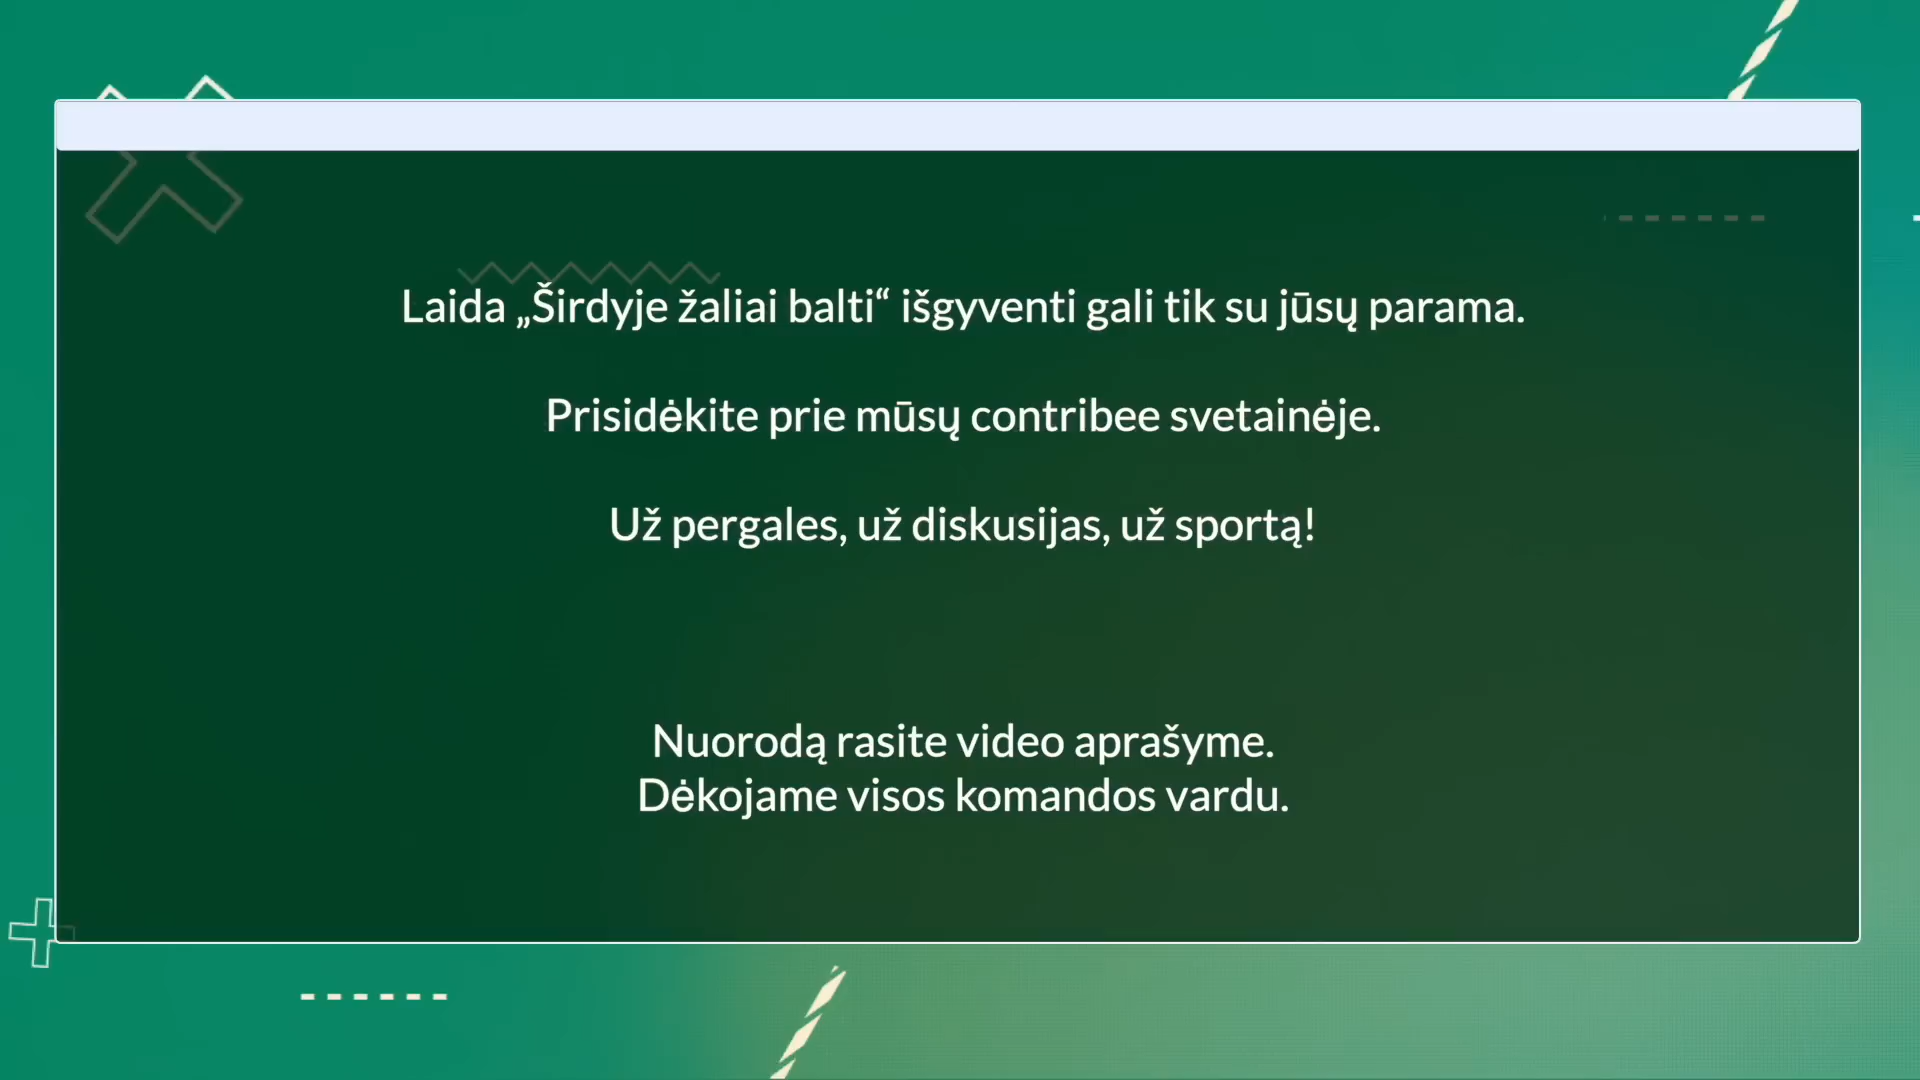 Laida „Širdyje žaliai balti“ išgyventi gali tik su jūsų parama.
Prisidėkite prie mūsų contribee svetainėje.
Už pergales, už diskusijas, už sportą!
Nuorodą rasite video aprašyme.
Dėkojame visos komandos vardu.